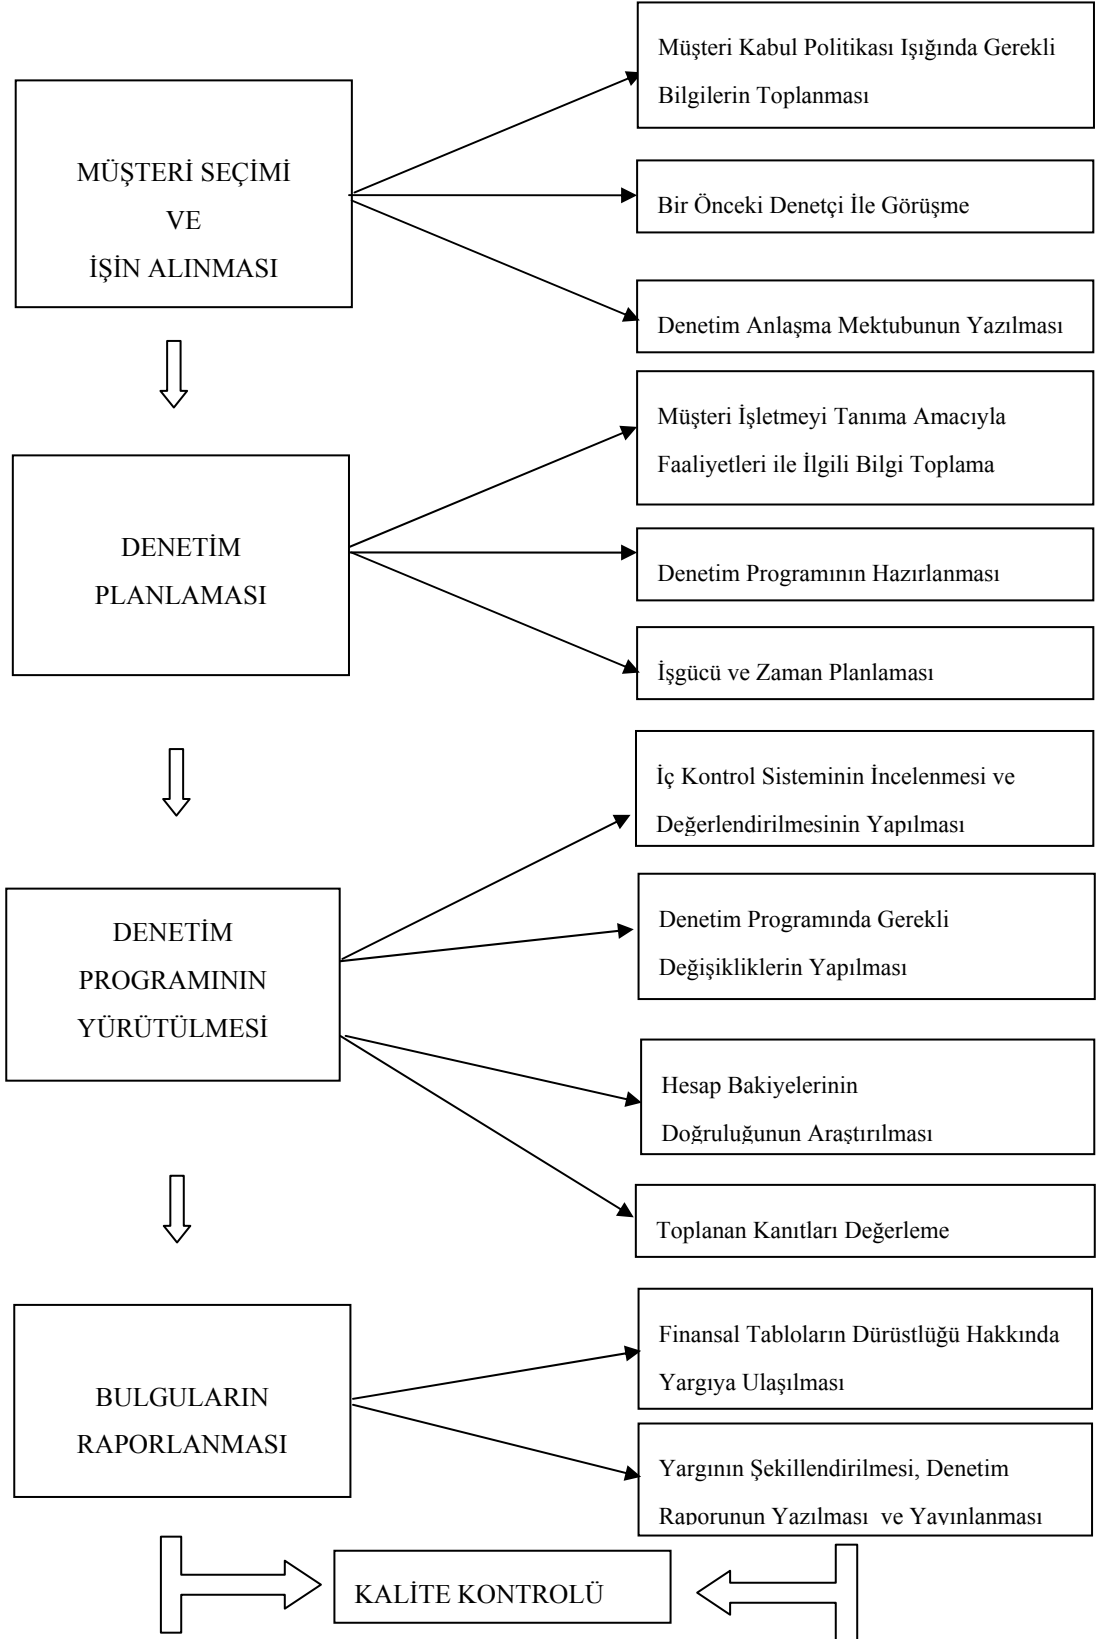 MÜŞTERİ SEÇİMİ
VE
İŞİN ALINMASI
Müşteri Kabul Politikası Işığında Gerekli
Bilgilerin Toplanması
Bir Önceki Denetçi İle Görüşme
Denetim Anlaşma Mektubunun Yazılması
DENETİM
PLANLAMASI
Müşteri İşletmeyi Tanıma Amacıyla
Faaliyetleri ile İlgili Bilgi Toplama
Denetim Programının Hazırlanması
İşgücü ve Zaman Planlaması
DENETİM
PROGRAMININ
YÜRÜTÜLMESİ
İç Kontrol Sisteminin İncelenmesi ve
Değerlendirilmesinin Yapılması
Denetim Programında Gerekli
Değişikliklerin Yapılması
Hesap Bakiyelerinin
Doğruluğunun Araştırılması
Toplanan Kanıtları Değerleme
BULGULARIN
RAPORLANMASI
Finansal Tabloların Dürüstlüğü Hakkında
Yargıya Ulaşılması
Yargının Şekillendirilmesi, Denetim
Raporunun Yazılması ve Yayınlanması
KALİTE KONTROLÜ